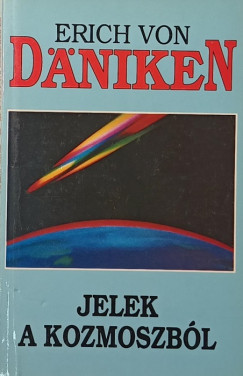 ERICH VON
DÄNIKEN
JELEK
A KOZMOSZBÓL